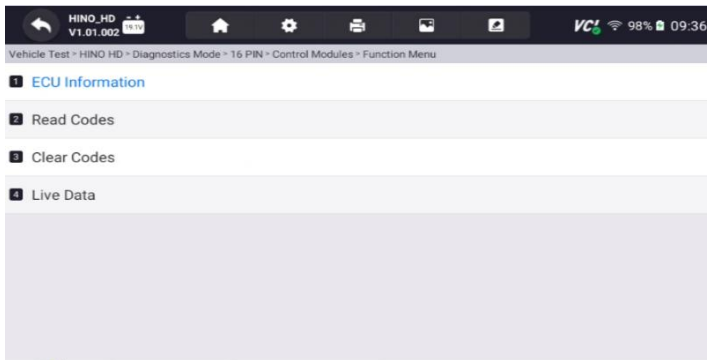 HINO_HD
V1.01.002
19.1V
VC! 98% 09:36
Vehicle Test > HINO HD > Diagnostics Mode > 16 PIN > Control Modules > Function Menu
1 ECU Information
2 Read Codes
3 Clear Codes
4 Live Data